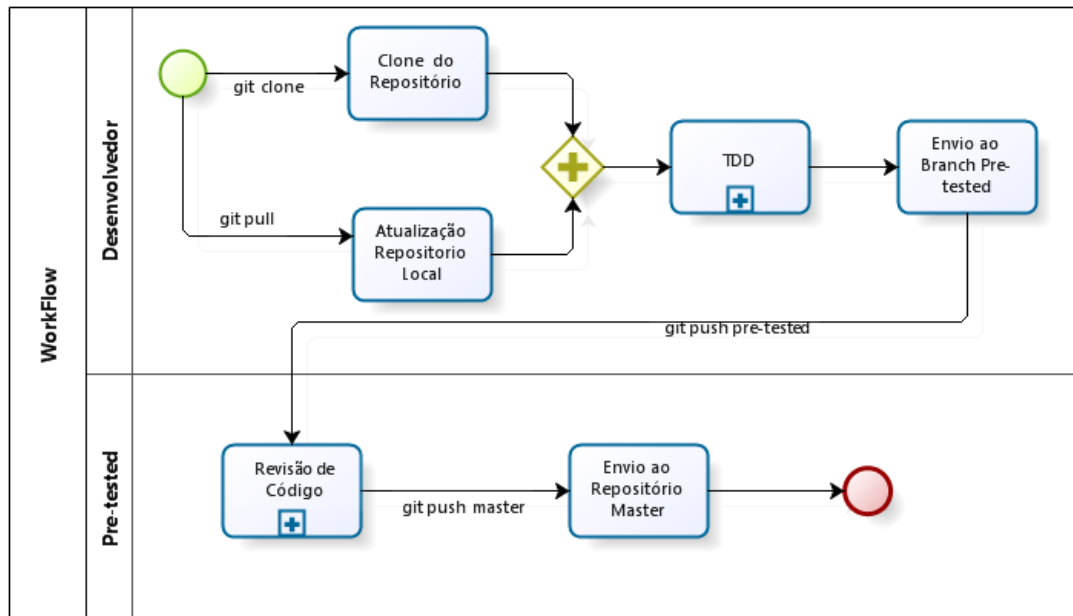 WorkFlow
Desenvolvedor
git clone
Clone do
Repositório
git pull
Atualização
Repositorio
Local
TDD
Envio ao
Branch Pre-
tested
git push pre-tested
Pre-tested
Revisão de
Código
git push master
Envio ao
Repositório
Master